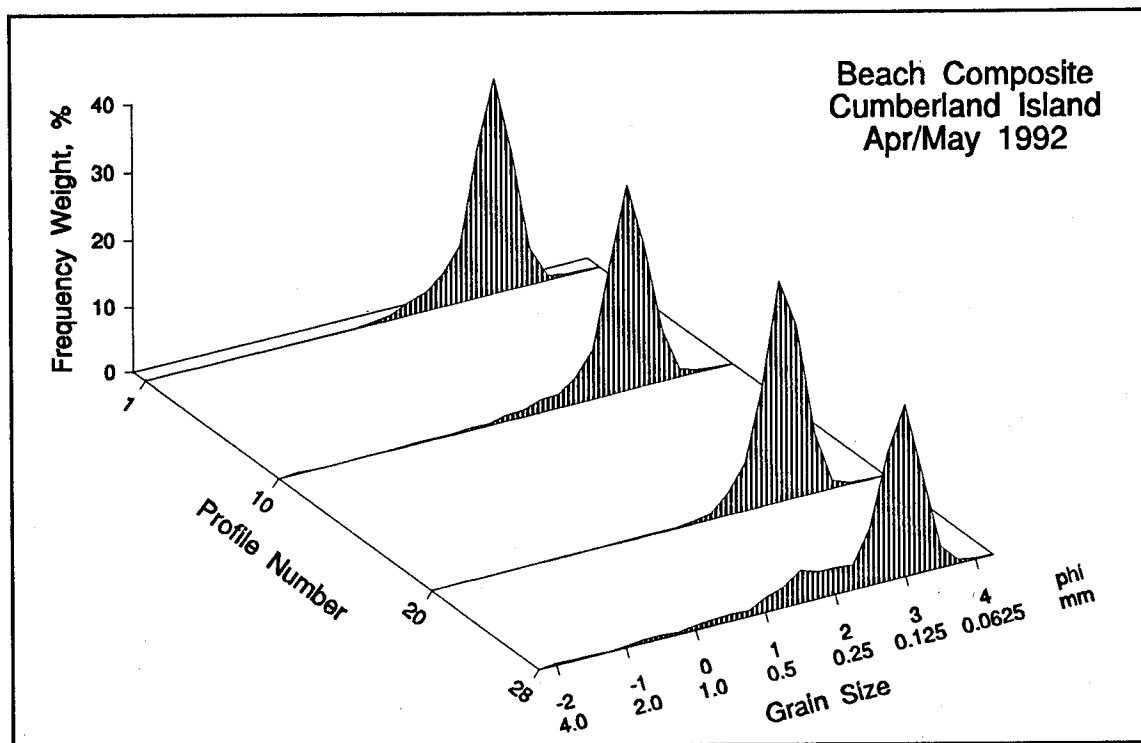 Beach Composite
Cumberland Island
Apr/May 1992
Frequency Weight, %
40
30
20
10
0
1
10
20
28
Profile Number
-2 -1 0 1 2 3 4 phi
4.0 2.0 1.0 0.5 0.25 0.125 0.0625 mm
Grain Size